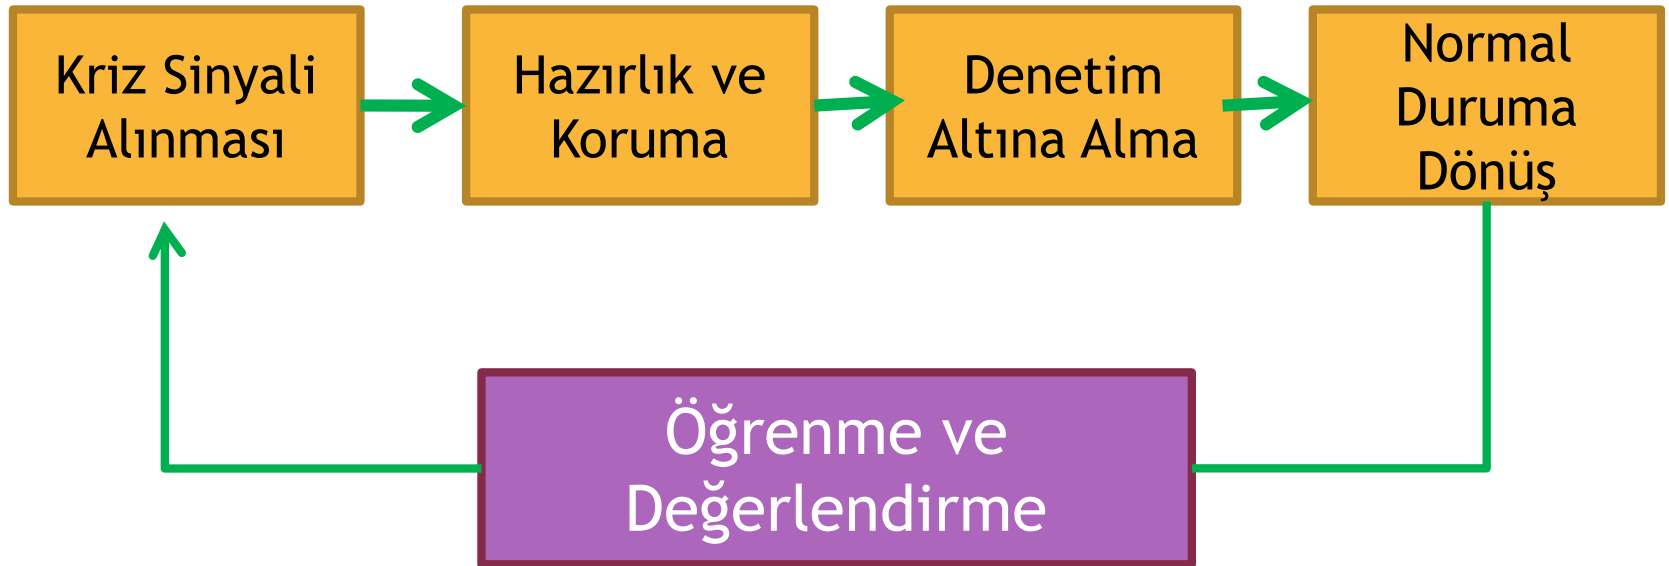 Kriz Sinyali
Alınması
Hazırlık ve
Koruma
Denetim
Altına Alma
Normal
Duruma
Dönüş
Öğrenme ve
Değerlendirme